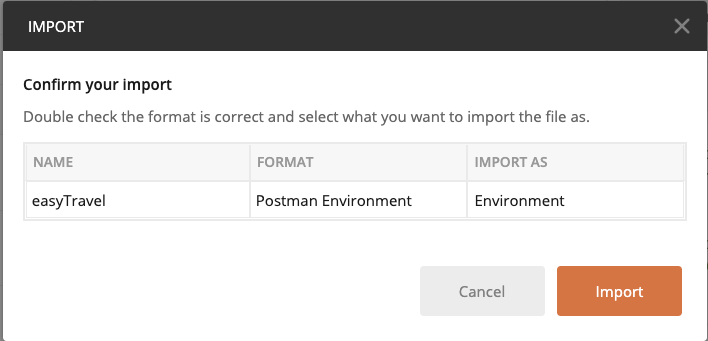 IMPORT
Confirm your import
Double check the format is correct and select what you want to import the file as.
NAME FORMAT IMPORT AS
easyTravel Postman Environment Environment
Cancel Import